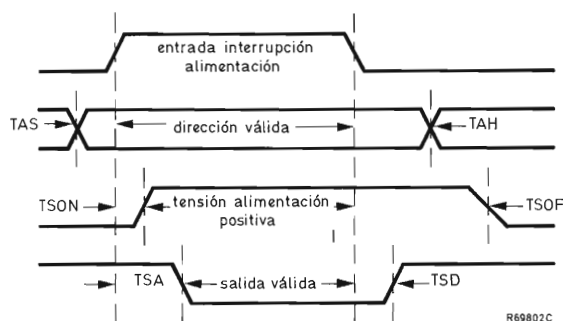 entrada interrupción
alimentación
TAS
dirección válida
TAH
TSON
tensión alimentación
positiva
TSOF
TSA
salida válida
TSD
R69802C